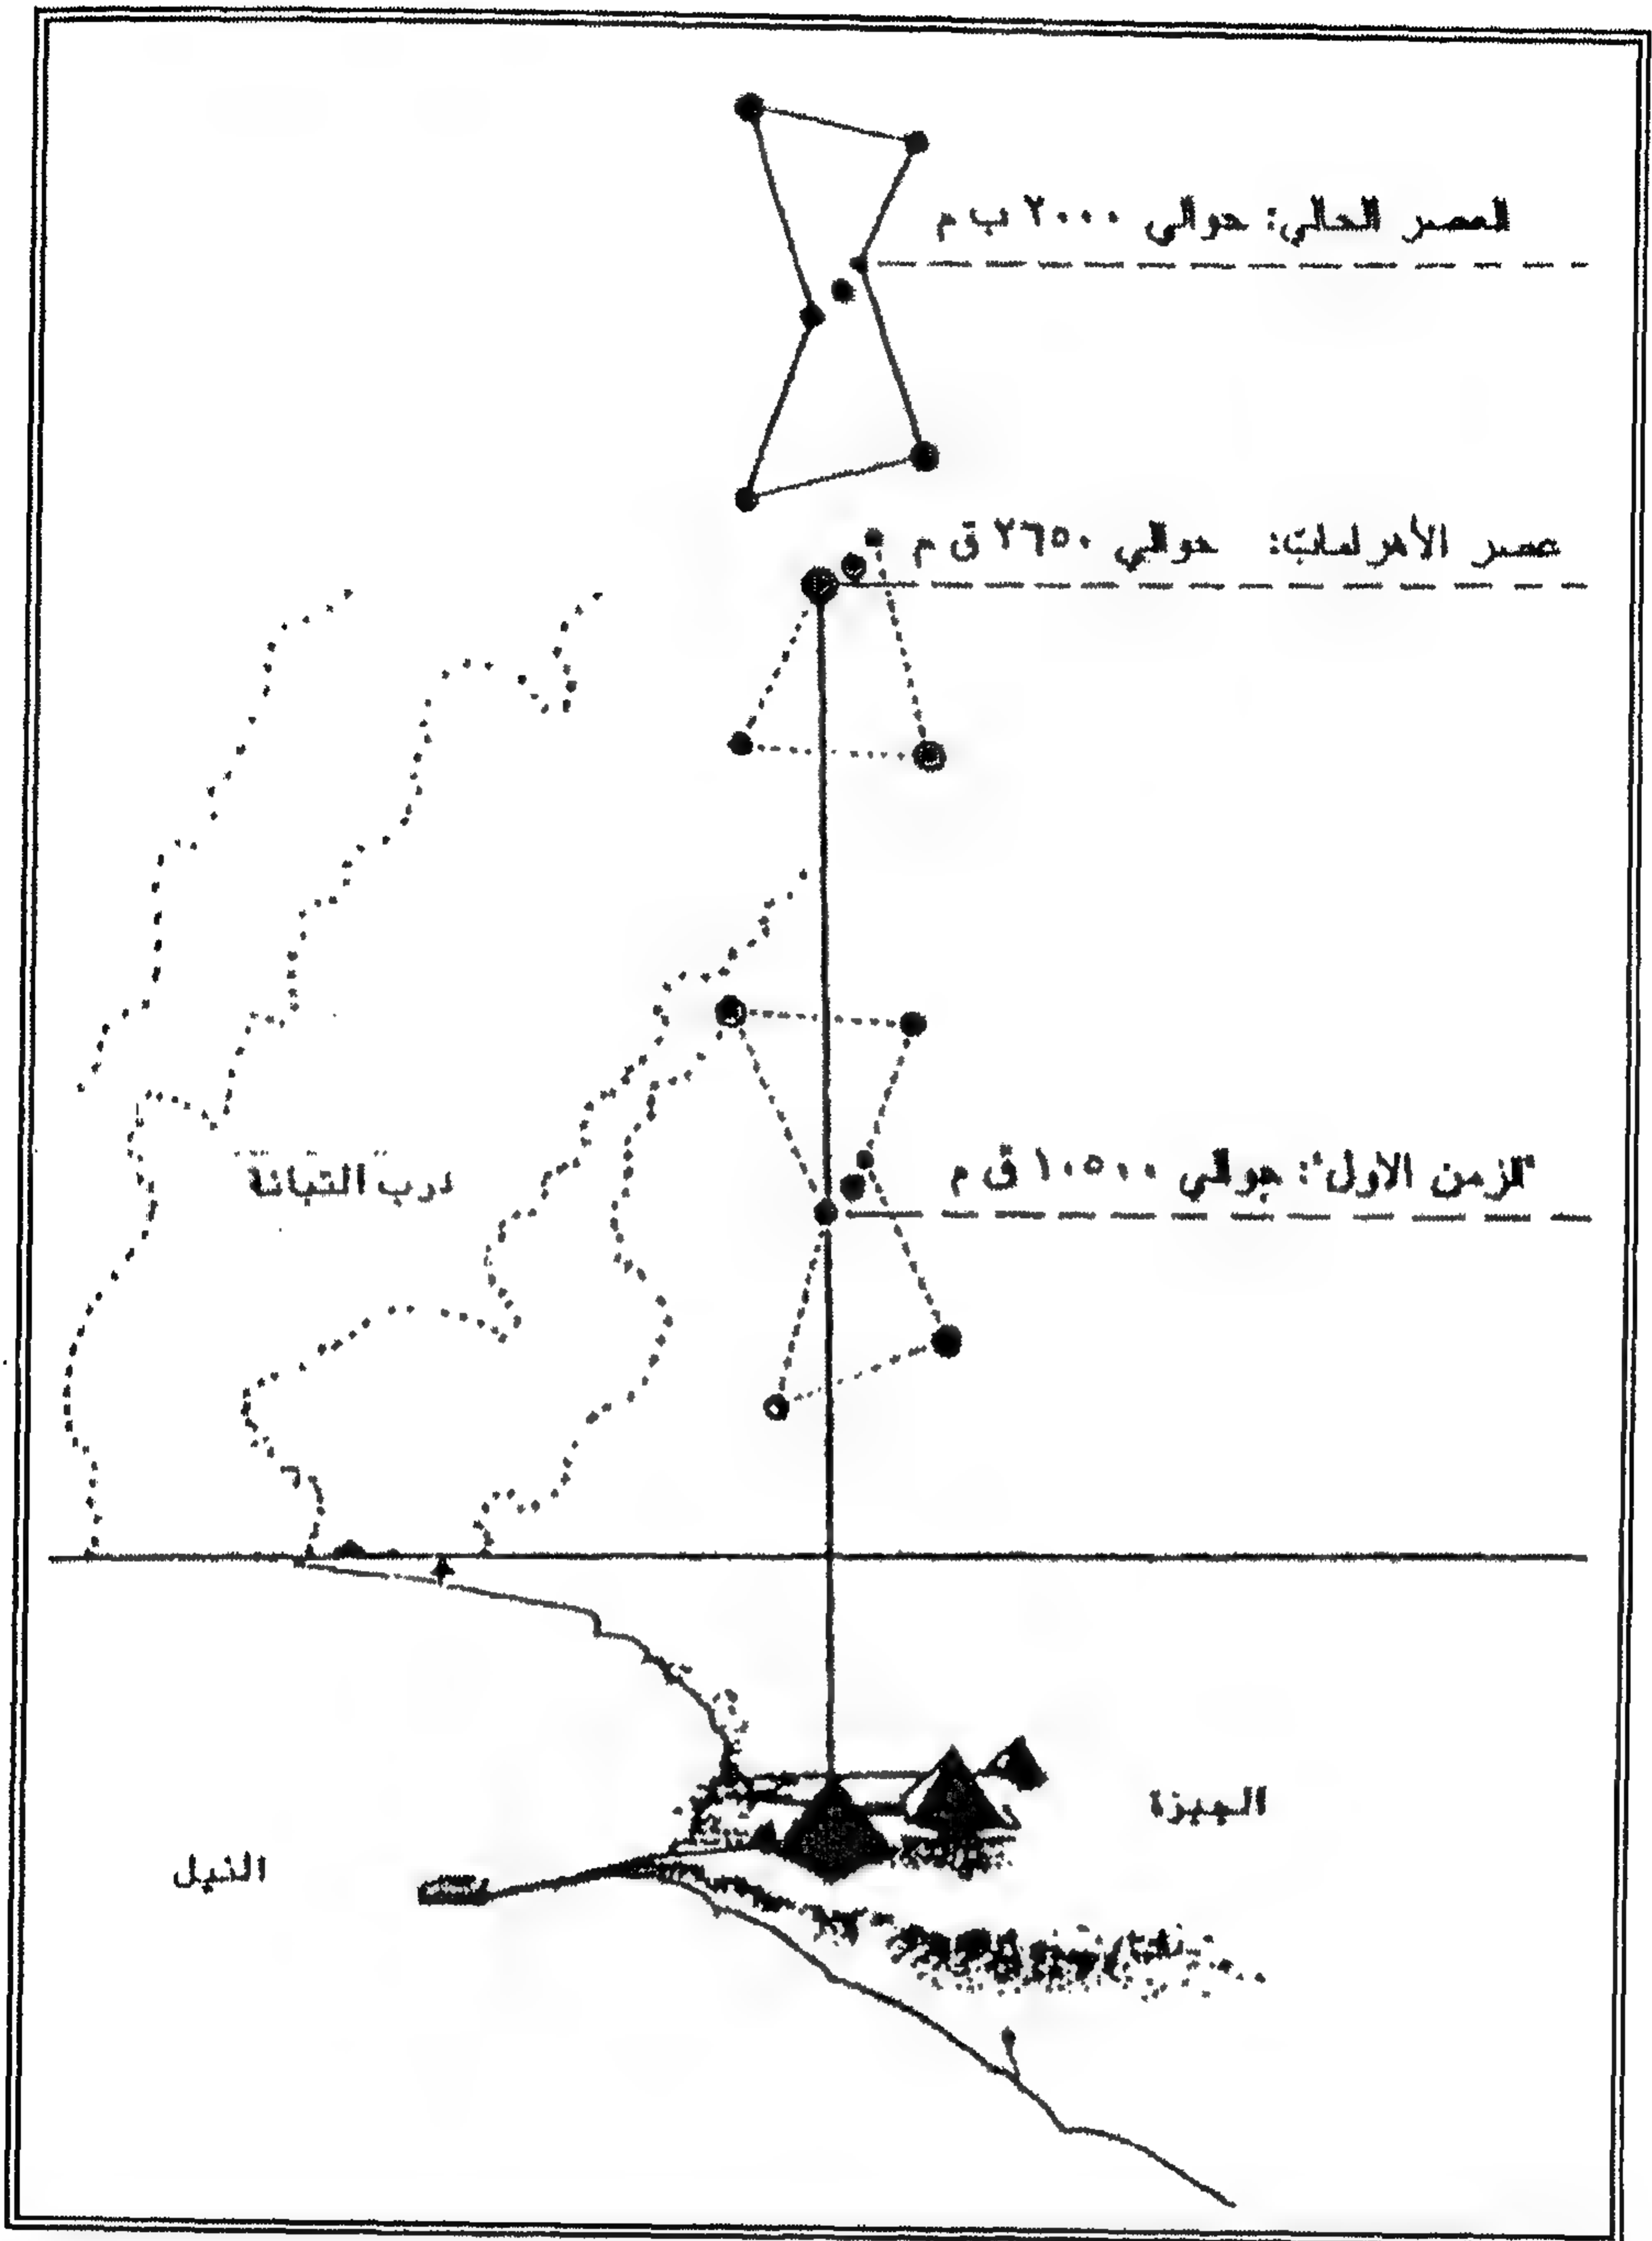 العصر الحالي: حوالي ٢٠٠٠ ب م
عصر الأهرامات: حوالي ٢٦٥٠ ق م
"الزمن الأول": حوالي ١٠٥٠٠ ق م
درب التبانة
الجيزة
النيل